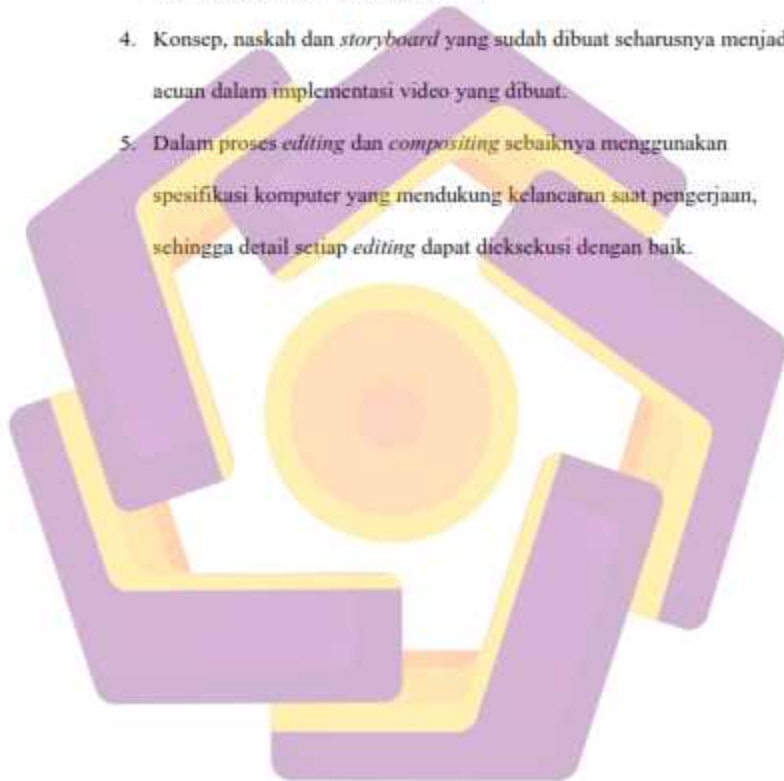 4. Konsep, naskah dan storyboard yang sudah dibuat seharusnya menjad
acuan dalam implementasi video yang dibuat.
5. Dalam proses editing dan compositing sebaiknya menggunakan
spesifikasi komputer yang mendukung kelancaran saat pengerjaan,
sehingga detail setiap editing dapat dieksekusi dengan baik.